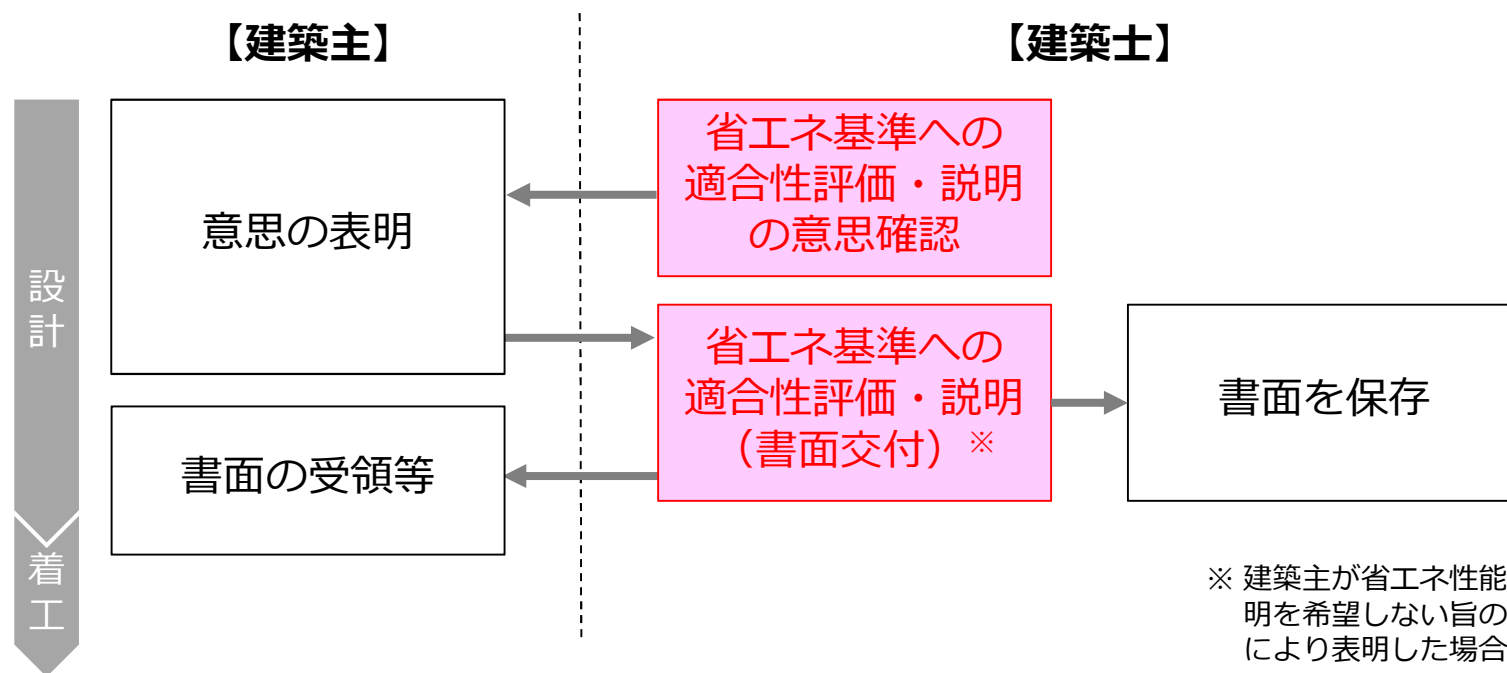 【建築主】
【建築士】
設計
着工
意思の表明
書面の受領等
省エネ基準への
適合性評価・説明
の意思確認
省エネ基準への
適合性評価・説明
（書面交付）※
書面を保存
※ 建築主が省エネ性能
明を希望しない旨の
により表明した場合